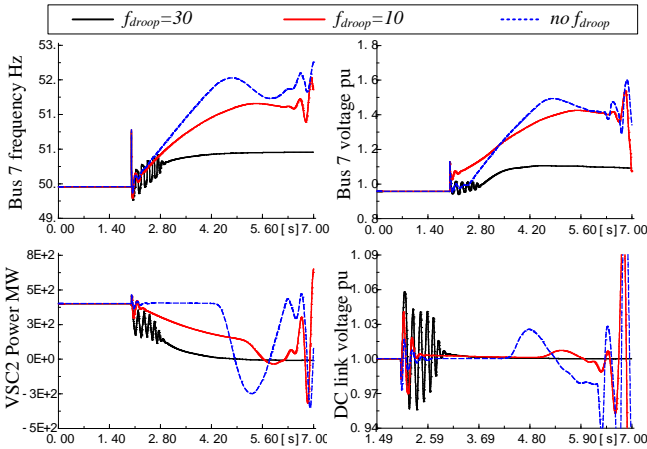 f_droop=30 f_droop=10 no f_droop
Bus 7 frequency Hz
53.
52.
51.
50.
49.
0.00 1.40 2.80 4.20 5.60 [s] 7.00
Bus 7 voltage pu
1.8
1.6
1.4
1.2
1.0
0.8
0.00 1.40 2.80 4.20 5.60 [s] 7.00
VSC2 Power MW
8E+2
5E+2
3E+2
0E+0
-3E+2
-5E+2
0.00 1.40 2.80 4.20 5.60 [s] 7.00
DC link voltage pu
1.09
1.06
1.03
1.00
0.97
0.94
1.49 2.59 3.69 4.80 5.90 [s] 7.00